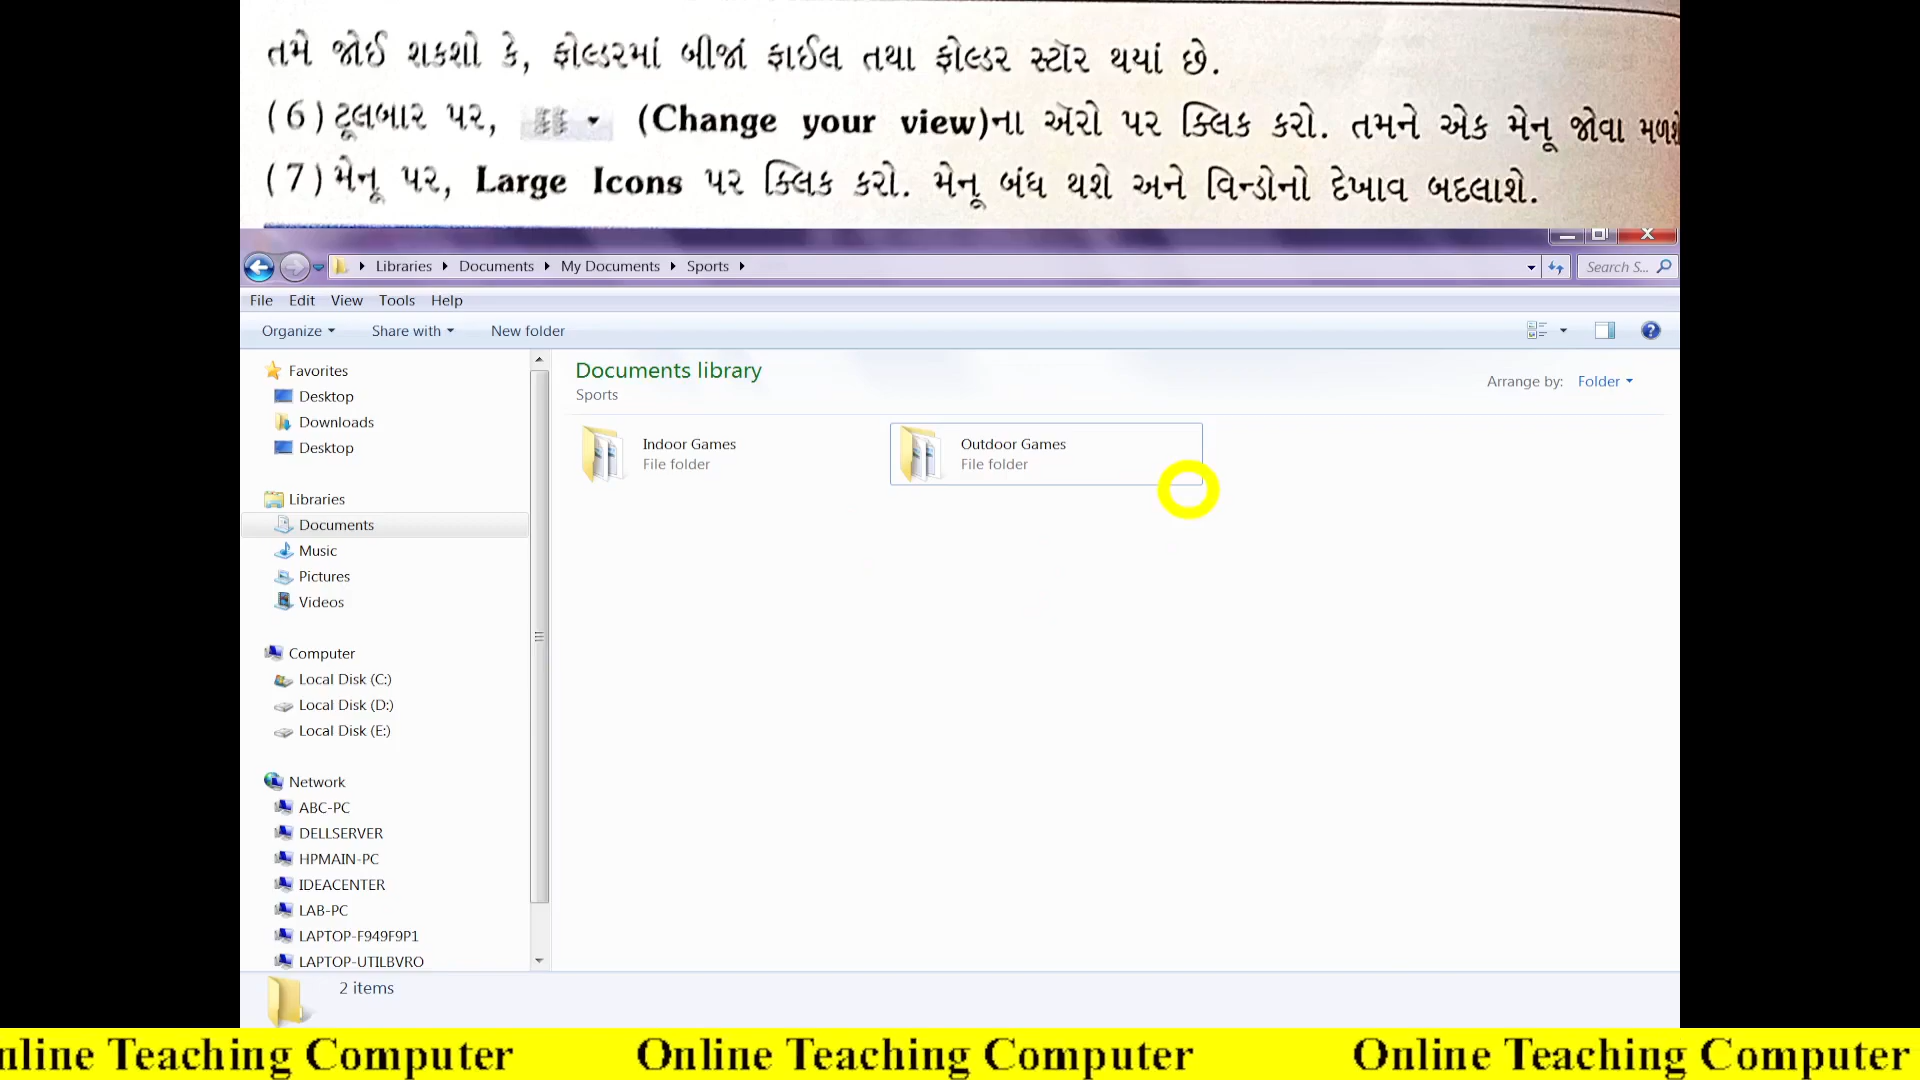 તમે જોઈ શકશો કે, ફોલ્ડરમાં બીજાં ફાઈલ તથા ફોલ્ડર સ્ટૉર થયાં છે.
(6) ટૂલબાર પર, (Change your view)ના ઍરો પર ક્લિક કરો. તમને એક મેનૂ જોવા મળશે
(7) મેનૂ પર, Large Icons પર ક્લિક કરો. મેનૂ બંધ થશે અને વિન્ડોનો દેખાવ બદલાશે.
Libraries Documents My Documents Sports
Search S...
File Edit View Tools Help
Organize Share with New folder
Favorites
Desktop
Downloads
Desktop
Libraries
Documents
Music
Pictures
Videos
Computer
Local Disk (C:)
Local Disk (D:)
Local Disk (E:)
Network
ABC-PC
DELLSERVER
HPMAIN-PC
IDEACENTER
LAB-PC
LAPTOP-F949F9P1
LAPTOP-UTILBVRO
Documents library
Sports
Arrange by: Folder
Indoor Games
File folder
Outdoor Games
File folder
2 items
nline Teaching Computer Online Teaching Computer Online Teaching Computer